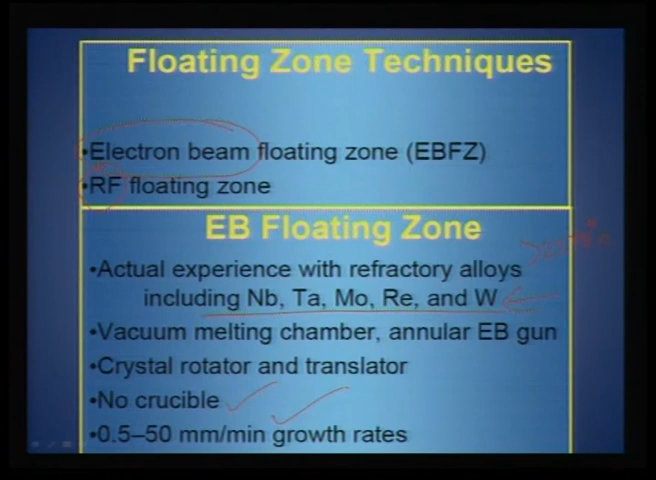 Floating Zone Techniques
•Electron beam floating zone (EBFZ)
•RF floating zone
EB Floating Zone
•Actual experience with refractory alloys
including Nb, Ta, Mo, Re, and W
•Vacuum melting chamber, annular EB gun
•Crystal rotator and translator
•No crucible
•0.5–50 mm/min growth rates